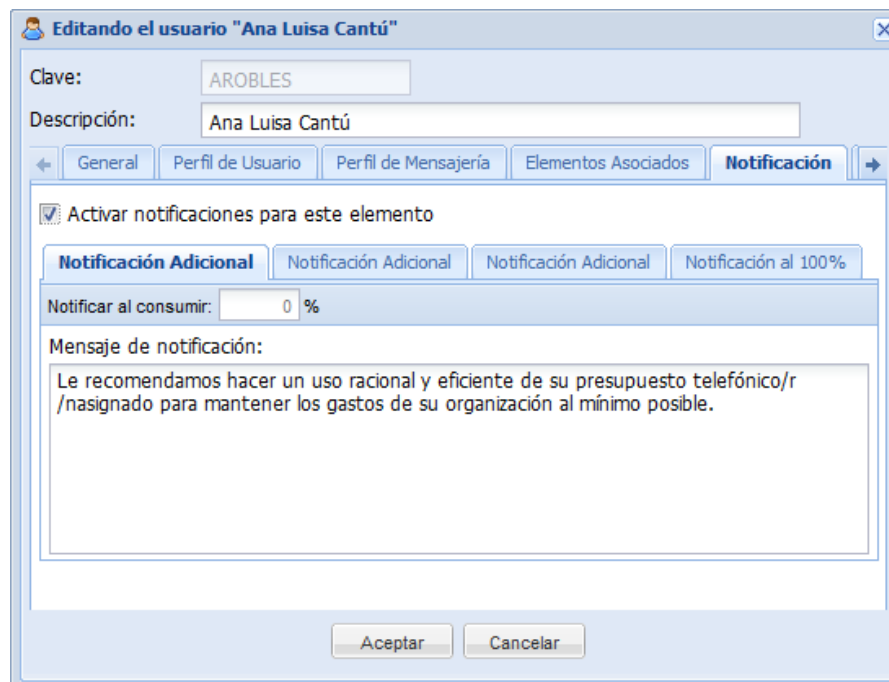 Editando el usuario "Ana Luisa Cantú"
Clave: AROBLES
Descripción: Ana Luisa Cantú
General Perfil de Usuario Perfil de Mensajería Elementos Asociados Notificación
Activar notificaciones para este elemento
Notificación Adicional Notificación Adicional Notificación Adicional Notificación al 100%
Notificar al consumir: 0 %
Mensaje de notificación:
Le recomendamos hacer un uso racional y eficiente de su presupuesto telefónico/r
/nasignado para mantener los gastos de su organización al mínimo posible.
Aceptar Cancelar